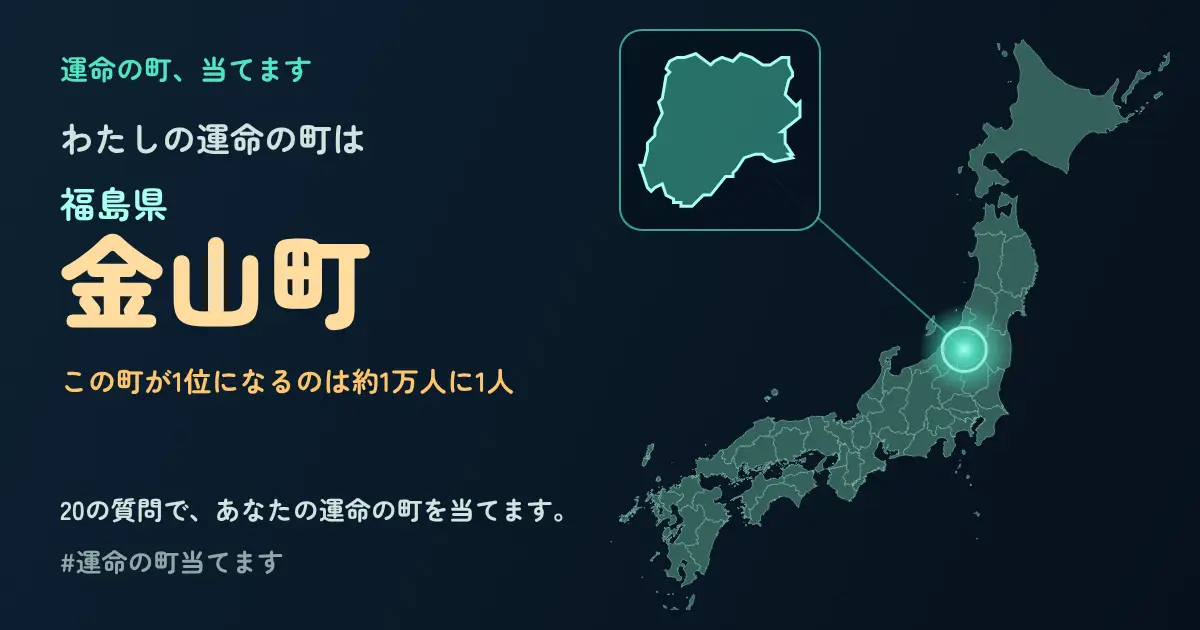 運命の町、当てます
わたしの運命の町は
福島県
金山町
この町が1位になるのは約1万人に1人
20の質問で、あなたの運命の町を当てます。
#運命の町当てます